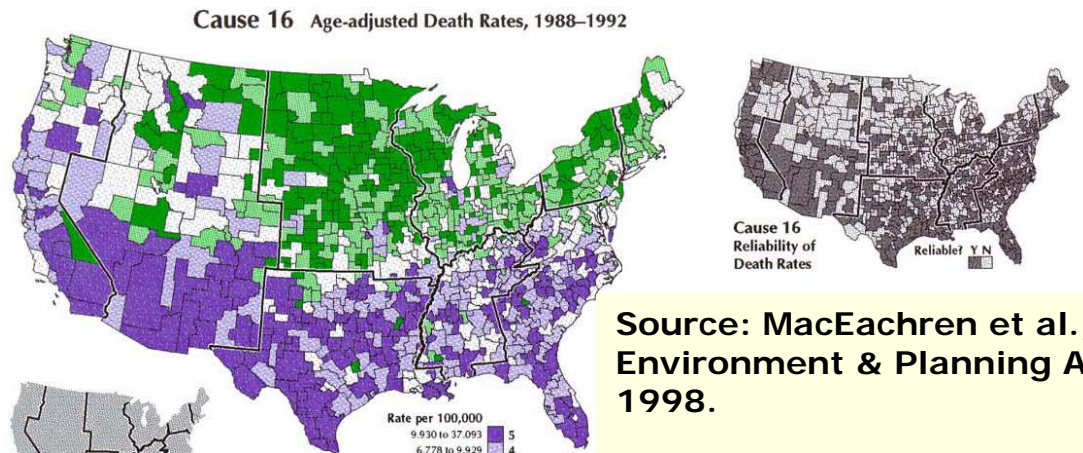 Cause 16 Age-adjusted Death Rates, 1988–1992
Cause 16
Reliability of
Death Rates
Reliable? Y N
Source: MacEachren et al.
Environment & Planning A
1998.
Rate per 100,000
9.930 to 37.093 5
6.778 to 9.929 4